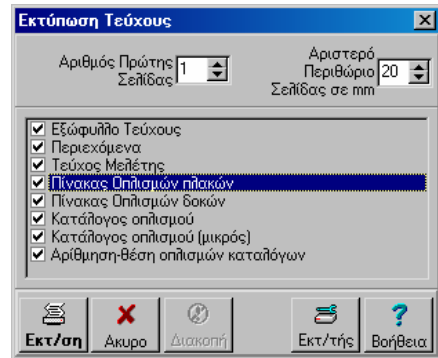 Εκτύπωση Τεύχους
Αριθμός Πρώτης Σελίδας 1
Αριστερό Περιθώριο Σελίδας σε mm 20
Εξώφυλλο Τεύχους
Περιεχόμενα
Τεύχος Μελέτης
Πίνακας Οπλισμών πλακών
Πίνακας Οπλισμών δοκών
Κατάλογος οπλισμού
Κατάλογος οπλισμού (μικρός)
Αρίθμηση-θέση οπλισμών καταλόγων
Εκτ/ση Ακυρο Διακοπή Εκτ/τής Βοήθεια